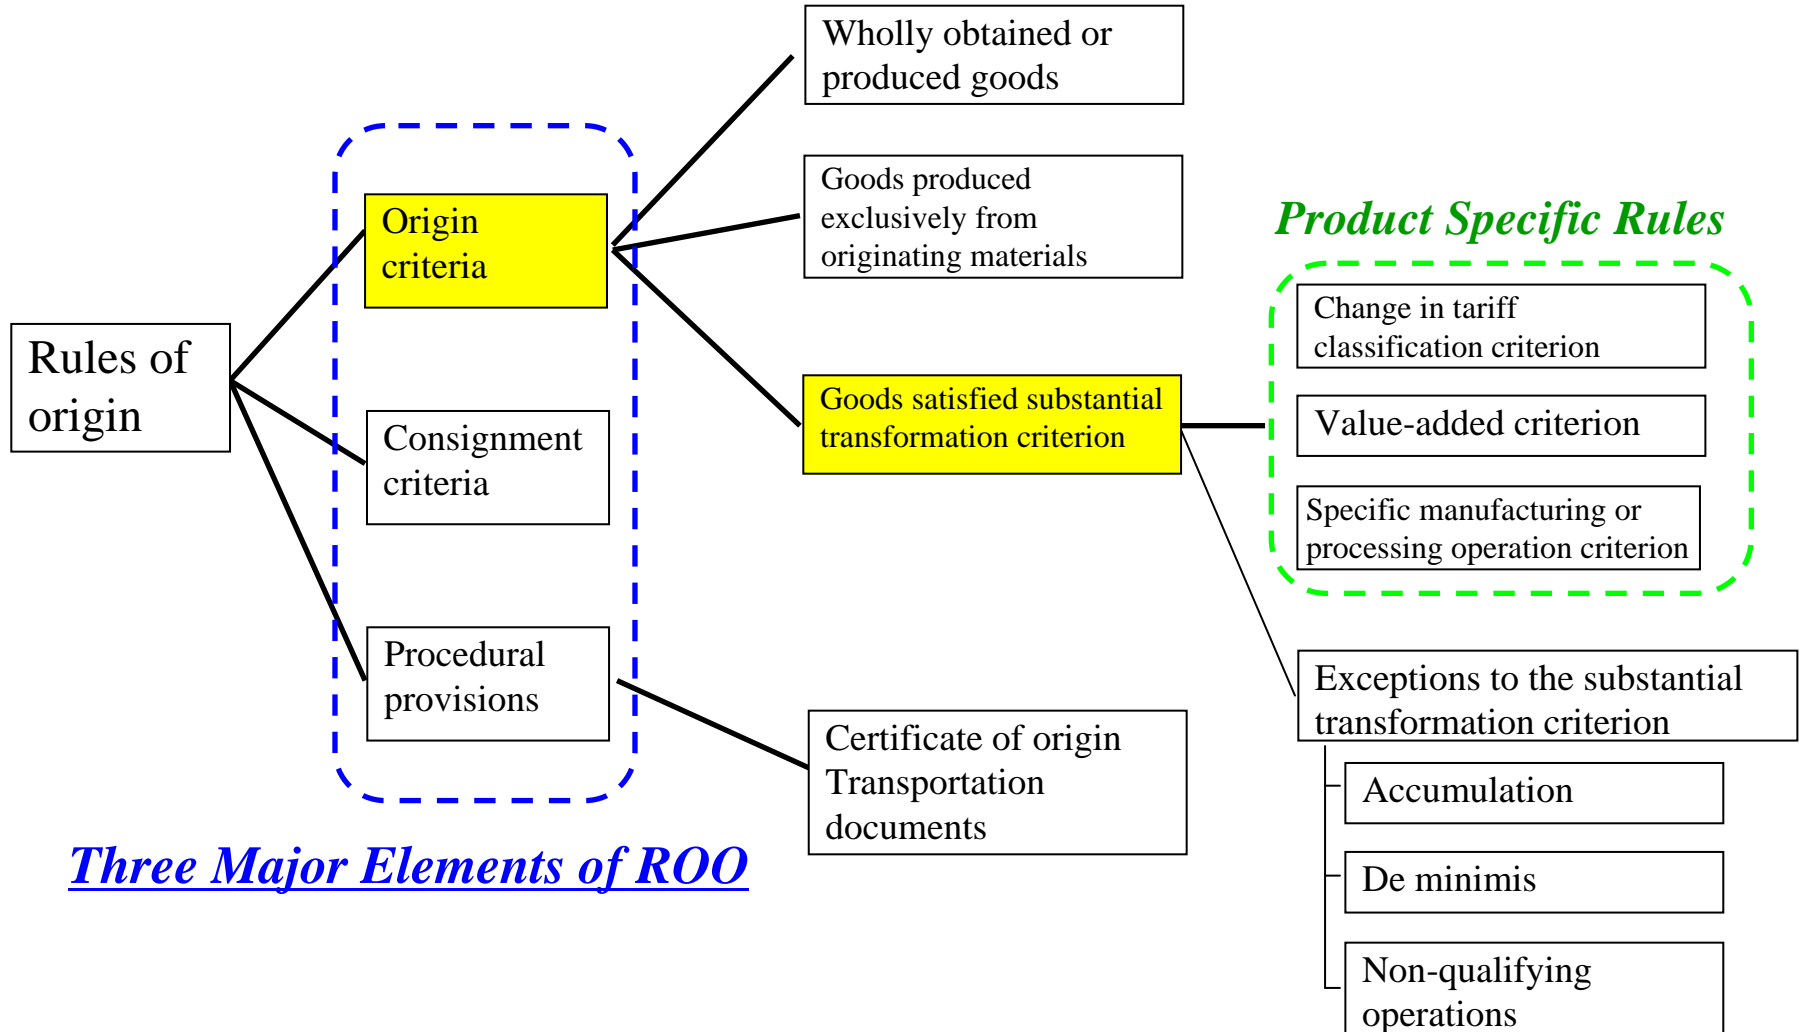 Rules of
origin
Origin
criteria
Consignment
criteria
Procedural
provisions
Three Major Elements of ROO
Wholly obtained or
produced goods
Goods produced
exclusively from
originating materials
Goods satisfied substantial
transformation criterion
Certificate of origin
Transportation
documents
Product Specific Rules
Change in tariff
classification criterion
Value-added criterion
Specific manufacturing or
processing operation criterion
Exceptions to the substantial
transformation criterion
Accumulation
De minimis
Non-qualifying
operations